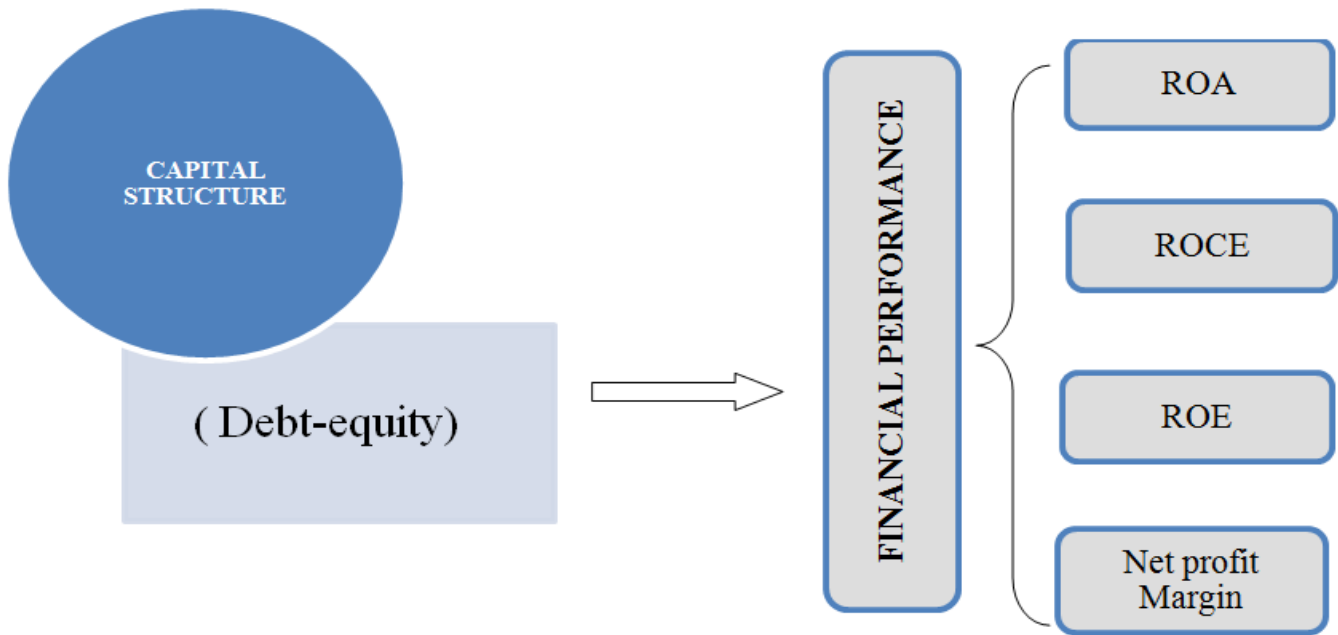 CAPITAL
STRUCTURE
( Debt-equity)
FINANCIAL PERFORMANCE
ROA
ROCE
ROE
Net profit
Margin